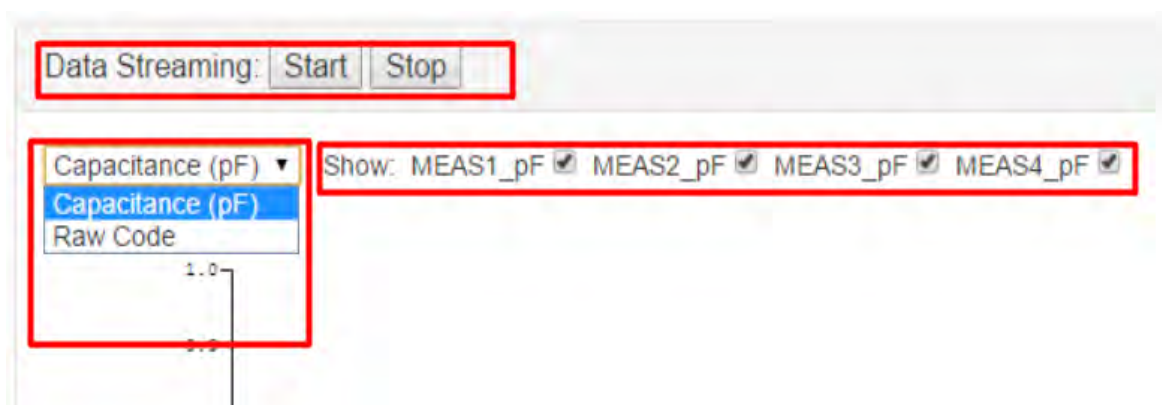 Data Streaming: Start Stop
Capacitance (pF) Show: MEAS1_pF MEAS2_pF MEAS3_pF MEAS4_pF
Capacitance (pF)
Raw Code
1.0